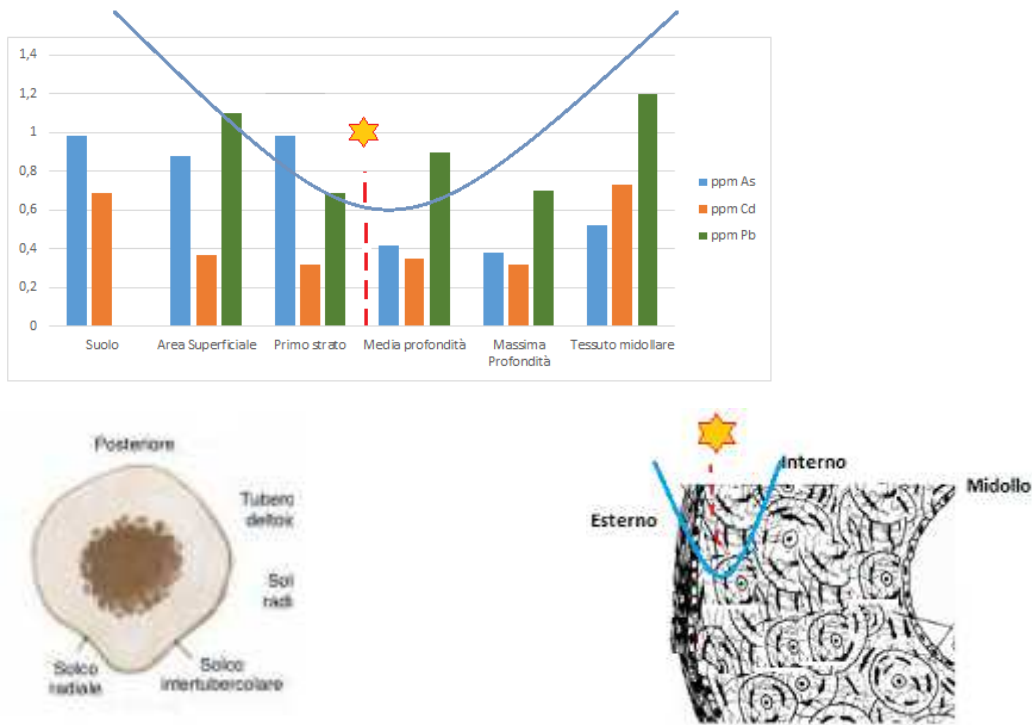 1,4
1,2
1
0,8
0,6
0,4
0,2
0
Suolo
Area Superficiale
Primo strato
Media profondità
Massima
Profondità
Tessuto midollare
ppm As
ppm Cd
ppm Pb
Posteriore
Tubero
deltoi
Sol
radi
Solco
radiale
Solco
intertubercolare
Esterno
Interno
Midollo